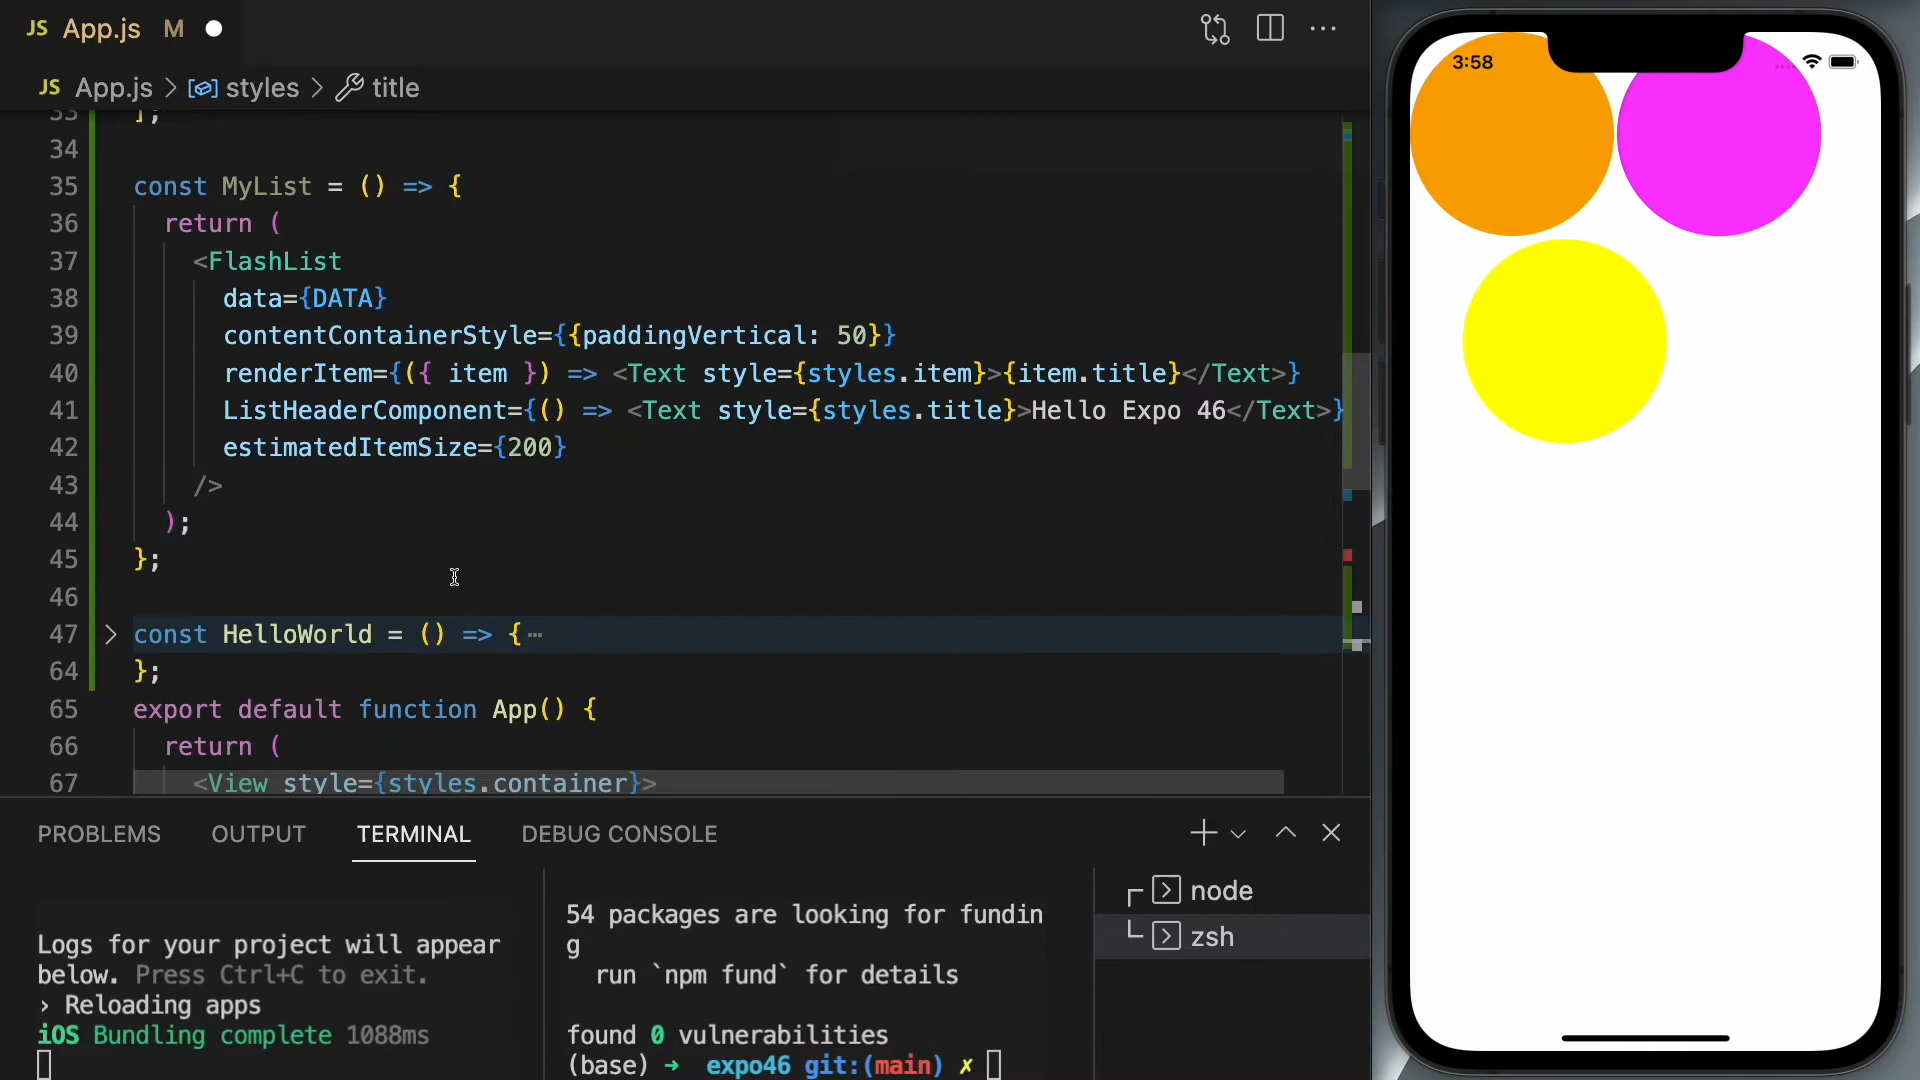 JS App.js M
JS App.js > styles > title
33 ];
34
35 const MyList = () => {
36 return (
37 <FlashList
38 data={DATA}
39 contentContainerStyle={{paddingVertical: 50}}
40 renderItem={({ item }) => <Text style={styles.item}>{item.title}</Text>}
41 ListHeaderComponent={() => <Text style={styles.title}>Hello Expo 46</Text>}
42 estimatedItemSize={200}
43 />
44 );
45 };
46
47 const HelloWorld = () => {
64 };
65 export default function App() {
66 return (
67 <View style={styles.container}>
PROBLEMS OUTPUT TERMINAL DEBUG CONSOLE
Logs for your project will appear
below. Press Ctrl+C to exit.
› Reloading apps
iOS Bundling complete 1088ms
54 packages are looking for fundin
g
run `npm fund` for details
found 0 vulnerabilities
(base) → expo46 git:(main) ✗
node
zsh
3:58